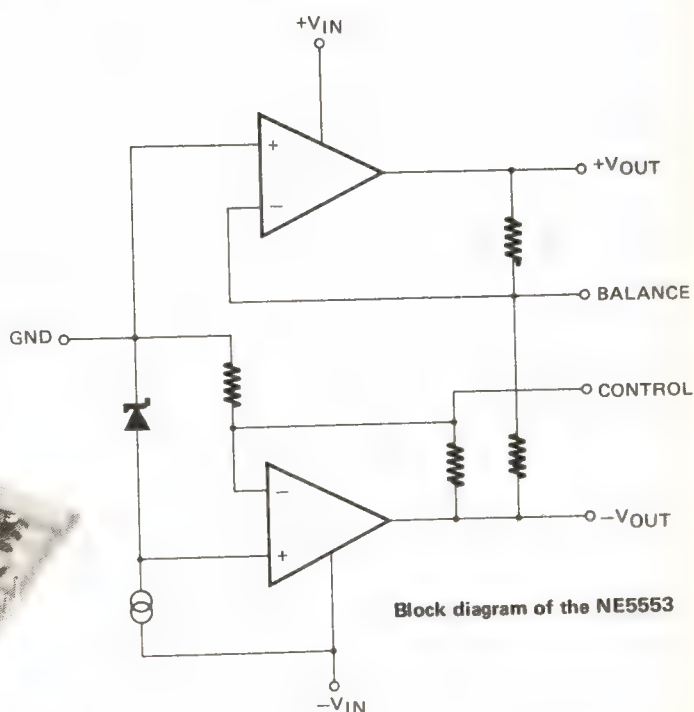 +VIN
+
−
+VOUT
BALANCE
GND
CONTROL
−
+
−VOUT
Block diagram of the NE5553
−VIN